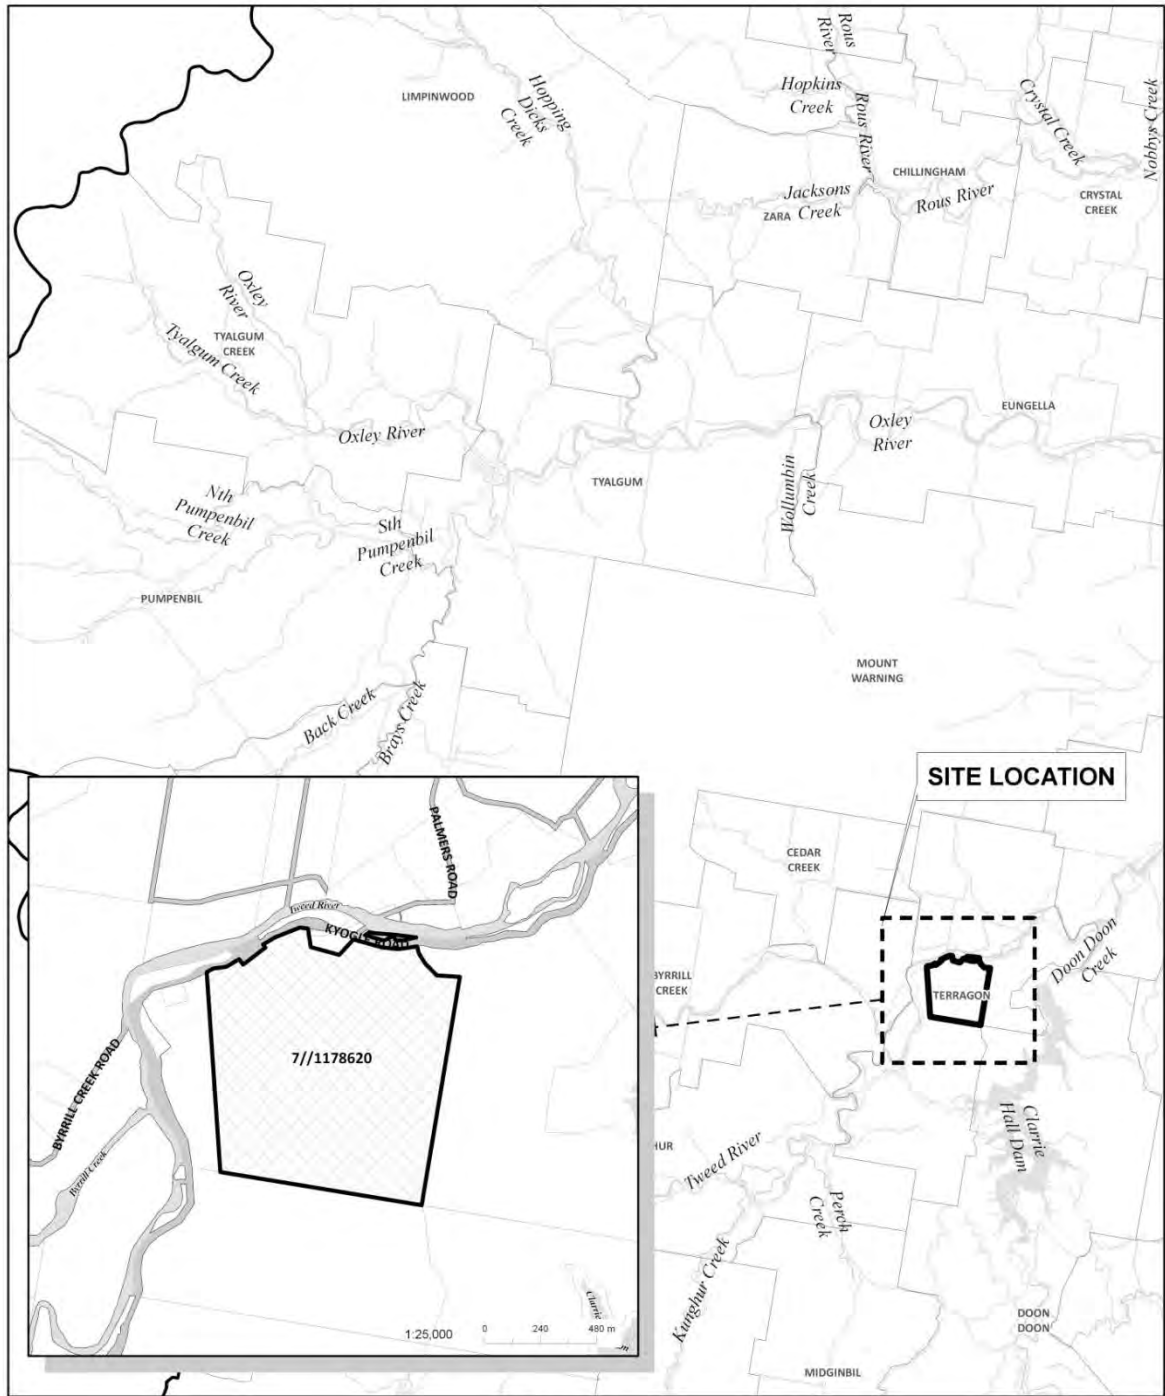 Rous
River
LIMPINWOOD
Hopping
Dicks
Creek
Hopkins
Creek
Rous River
Crystal Creek
Nobbys Creek
CHILLINGHAM
Jacksons
Creek
ZARA
Rous River
CRYSTAL
CREEK
Oxley
River
TYALGUM
CREEK
Tyalgum Creek
Oxley River
EUNGELLA
Oxley
River
TYALGUM
Wollumbin
Creek
Nth
Pumpenbil
Creek
Sth
Pumpenbil
Creek
PUMPENBIL
MOUNT
WARNING
Back Creek
Brays Creek
SITE LOCATION
CEDAR
CREEK
PALMERS ROAD
Tweed River
KYOGLE ROAD
BYRRILL
CREEK
TERRAGON
Doon Doon
Creek
7//1178620
BYRRILL CREEK ROAD
Byrrill Creek
HUR
Tweed River
Perch
Creek
Clarrie
Hall Dam
Kunghur Creek
Clarrie
1:25,000
0 240 480 m
DOON
DOON
MIDGINBIL